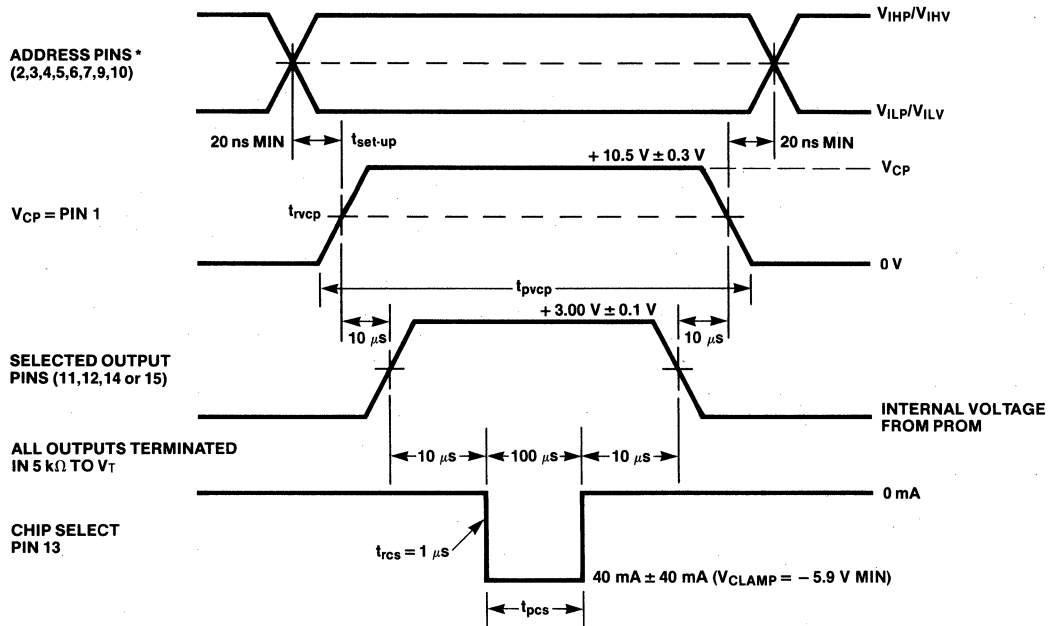 V_IHP/V_IHV
ADDRESS PINS *
(2,3,4,5,6,7,9,10)
V_ILP/V_ILV
20 ns MIN
t_set-up
20 ns MIN
+ 10.5 V ± 0.3 V
V_CP
t_rvcp
V_CP = PIN 1
0 V
t_pvcp
+ 3.00 V ± 0.1 V
10 μs
10 μs
SELECTED OUTPUT
PINS (11,12,14 or 15)
INTERNAL VOLTAGE
FROM PROM
ALL OUTPUTS TERMINATED
IN 5 kΩ TO V_T
10 μs
100 μs
10 μs
0 mA
CHIP SELECT
PIN 13
t_rcs = 1 μs
40 mA ± 40 mA (V_CLAMP = – 5.9 V MIN)
t_pcs